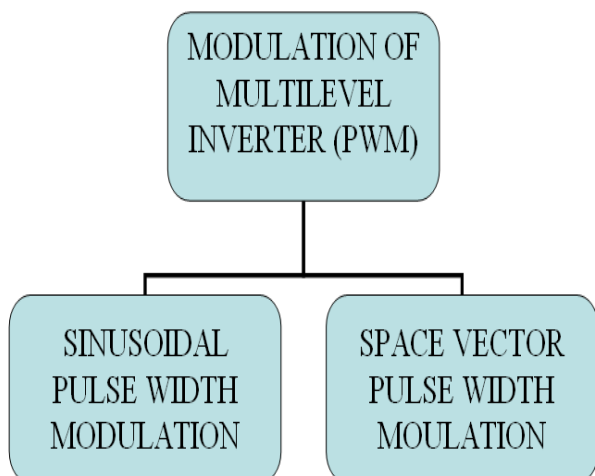 MODULATION OF
MULTILEVEL
INVERTER (PWM)
SINUSOIDAL
PULSE WIDTH
MODULATION
SPACE VECTOR
PULSE WIDTH
MOULATION